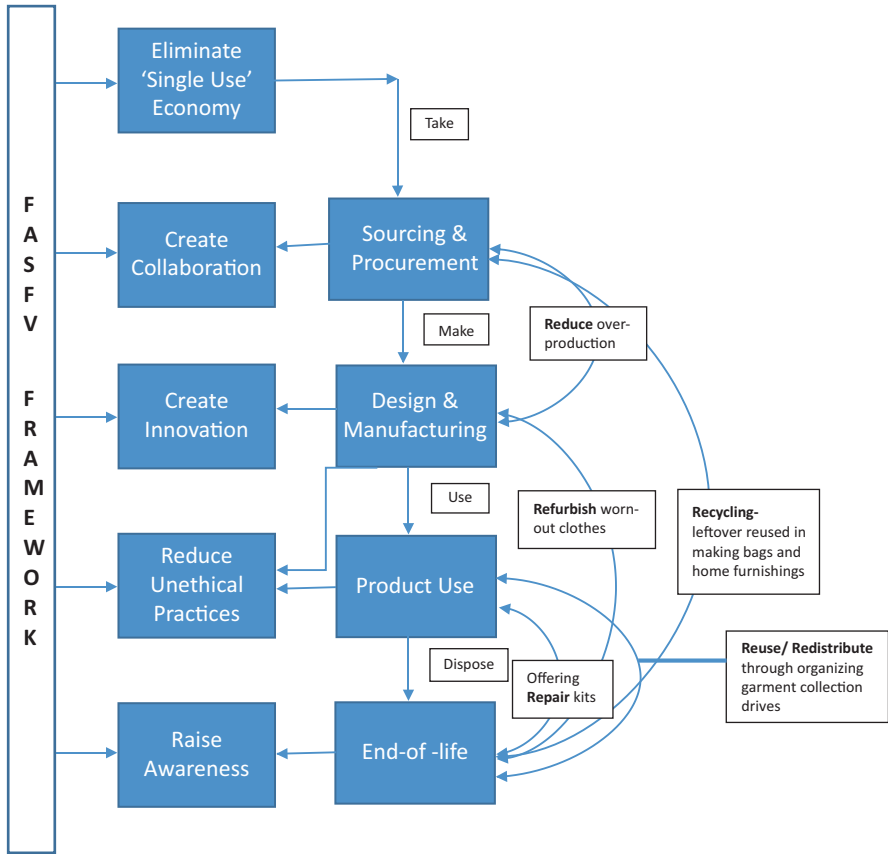 FASFV FRAMEWORK
Eliminate
‘Single Use’
Economy
Take
Create
Collaboration
Sourcing &
Procurement
Make
Reduce over-
production
Create
Innovation
Design &
Manufacturing
Use
Refurbish worn-
out clothes
Recycling-
leftover reused in
making bags and
home furnishings
Reduce
Unethical
Practices
Product Use
Dispose
Offering
Repair kits
Reuse/ Redistribute
through organizing
garment collection
drives
Raise
Awareness
End-of -life